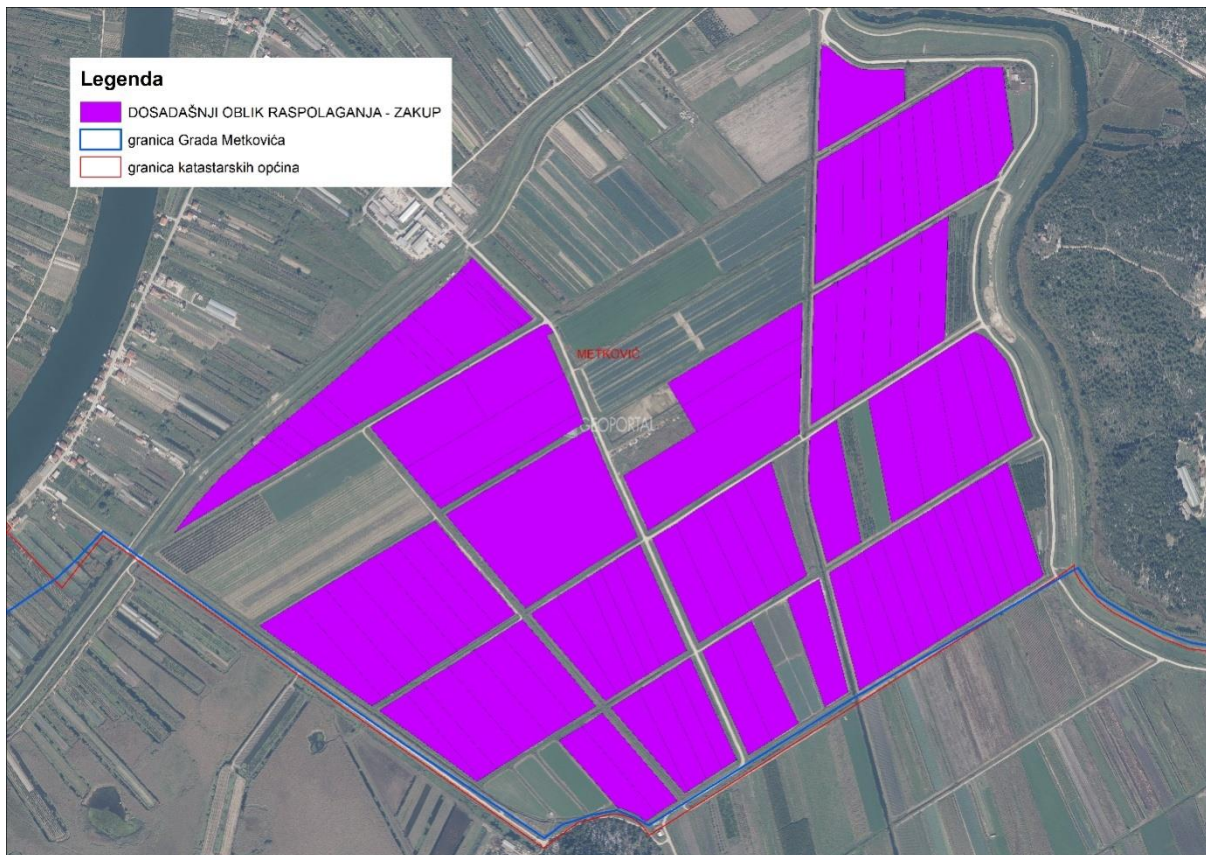 Legenda
DOSADAŠNJI OBLIK RASPOLAGANJA - ZAKUP
granica Grada Metkovića
granica katastarskih općina
METKOVIĆ
GEOPORTAL